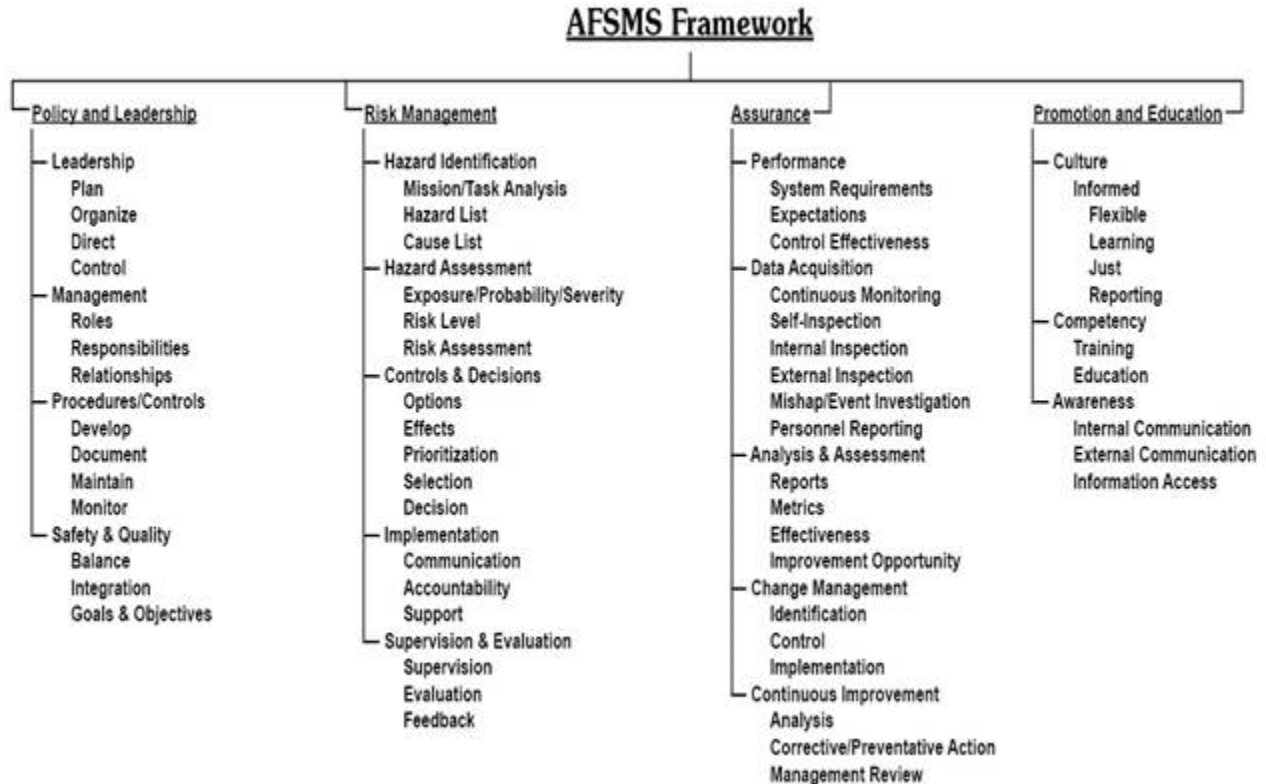 AFSMS Framework
Policy and Leadership
Leadership
Plan
Organize
Direct
Control
Management
Roles
Responsibilities
Relationships
Procedures/Controls
Develop
Document
Maintain
Monitor
Safety & Quality
Balance
Integration
Goals & Objectives
Risk Management
Hazard Identification
Mission/Task Analysis
Hazard List
Cause List
Hazard Assessment
Exposure/Probability/Severity
Risk Level
Risk Assessment
Controls & Decisions
Options
Effects
Prioritization
Selection
Decision
Implementation
Communication
Accountability
Support
Supervision & Evaluation
Supervision
Evaluation
Feedback
Assurance
Performance
System Requirements
Expectations
Control Effectiveness
Data Acquisition
Continuous Monitoring
Self-Inspection
Internal Inspection
External Inspection
Mishap/Event Investigation
Personnel Reporting
Analysis & Assessment
Reports
Metrics
Effectiveness
Improvement Opportunity
Change Management
Identification
Control
Implementation
Continuous Improvement
Analysis
Corrective/Preventative Action
Management Review
Promotion and Education
Culture
Informed
Flexible
Learning
Just
Reporting
Competency
Training
Education
Awareness
Internal Communication
External Communication
Information Access